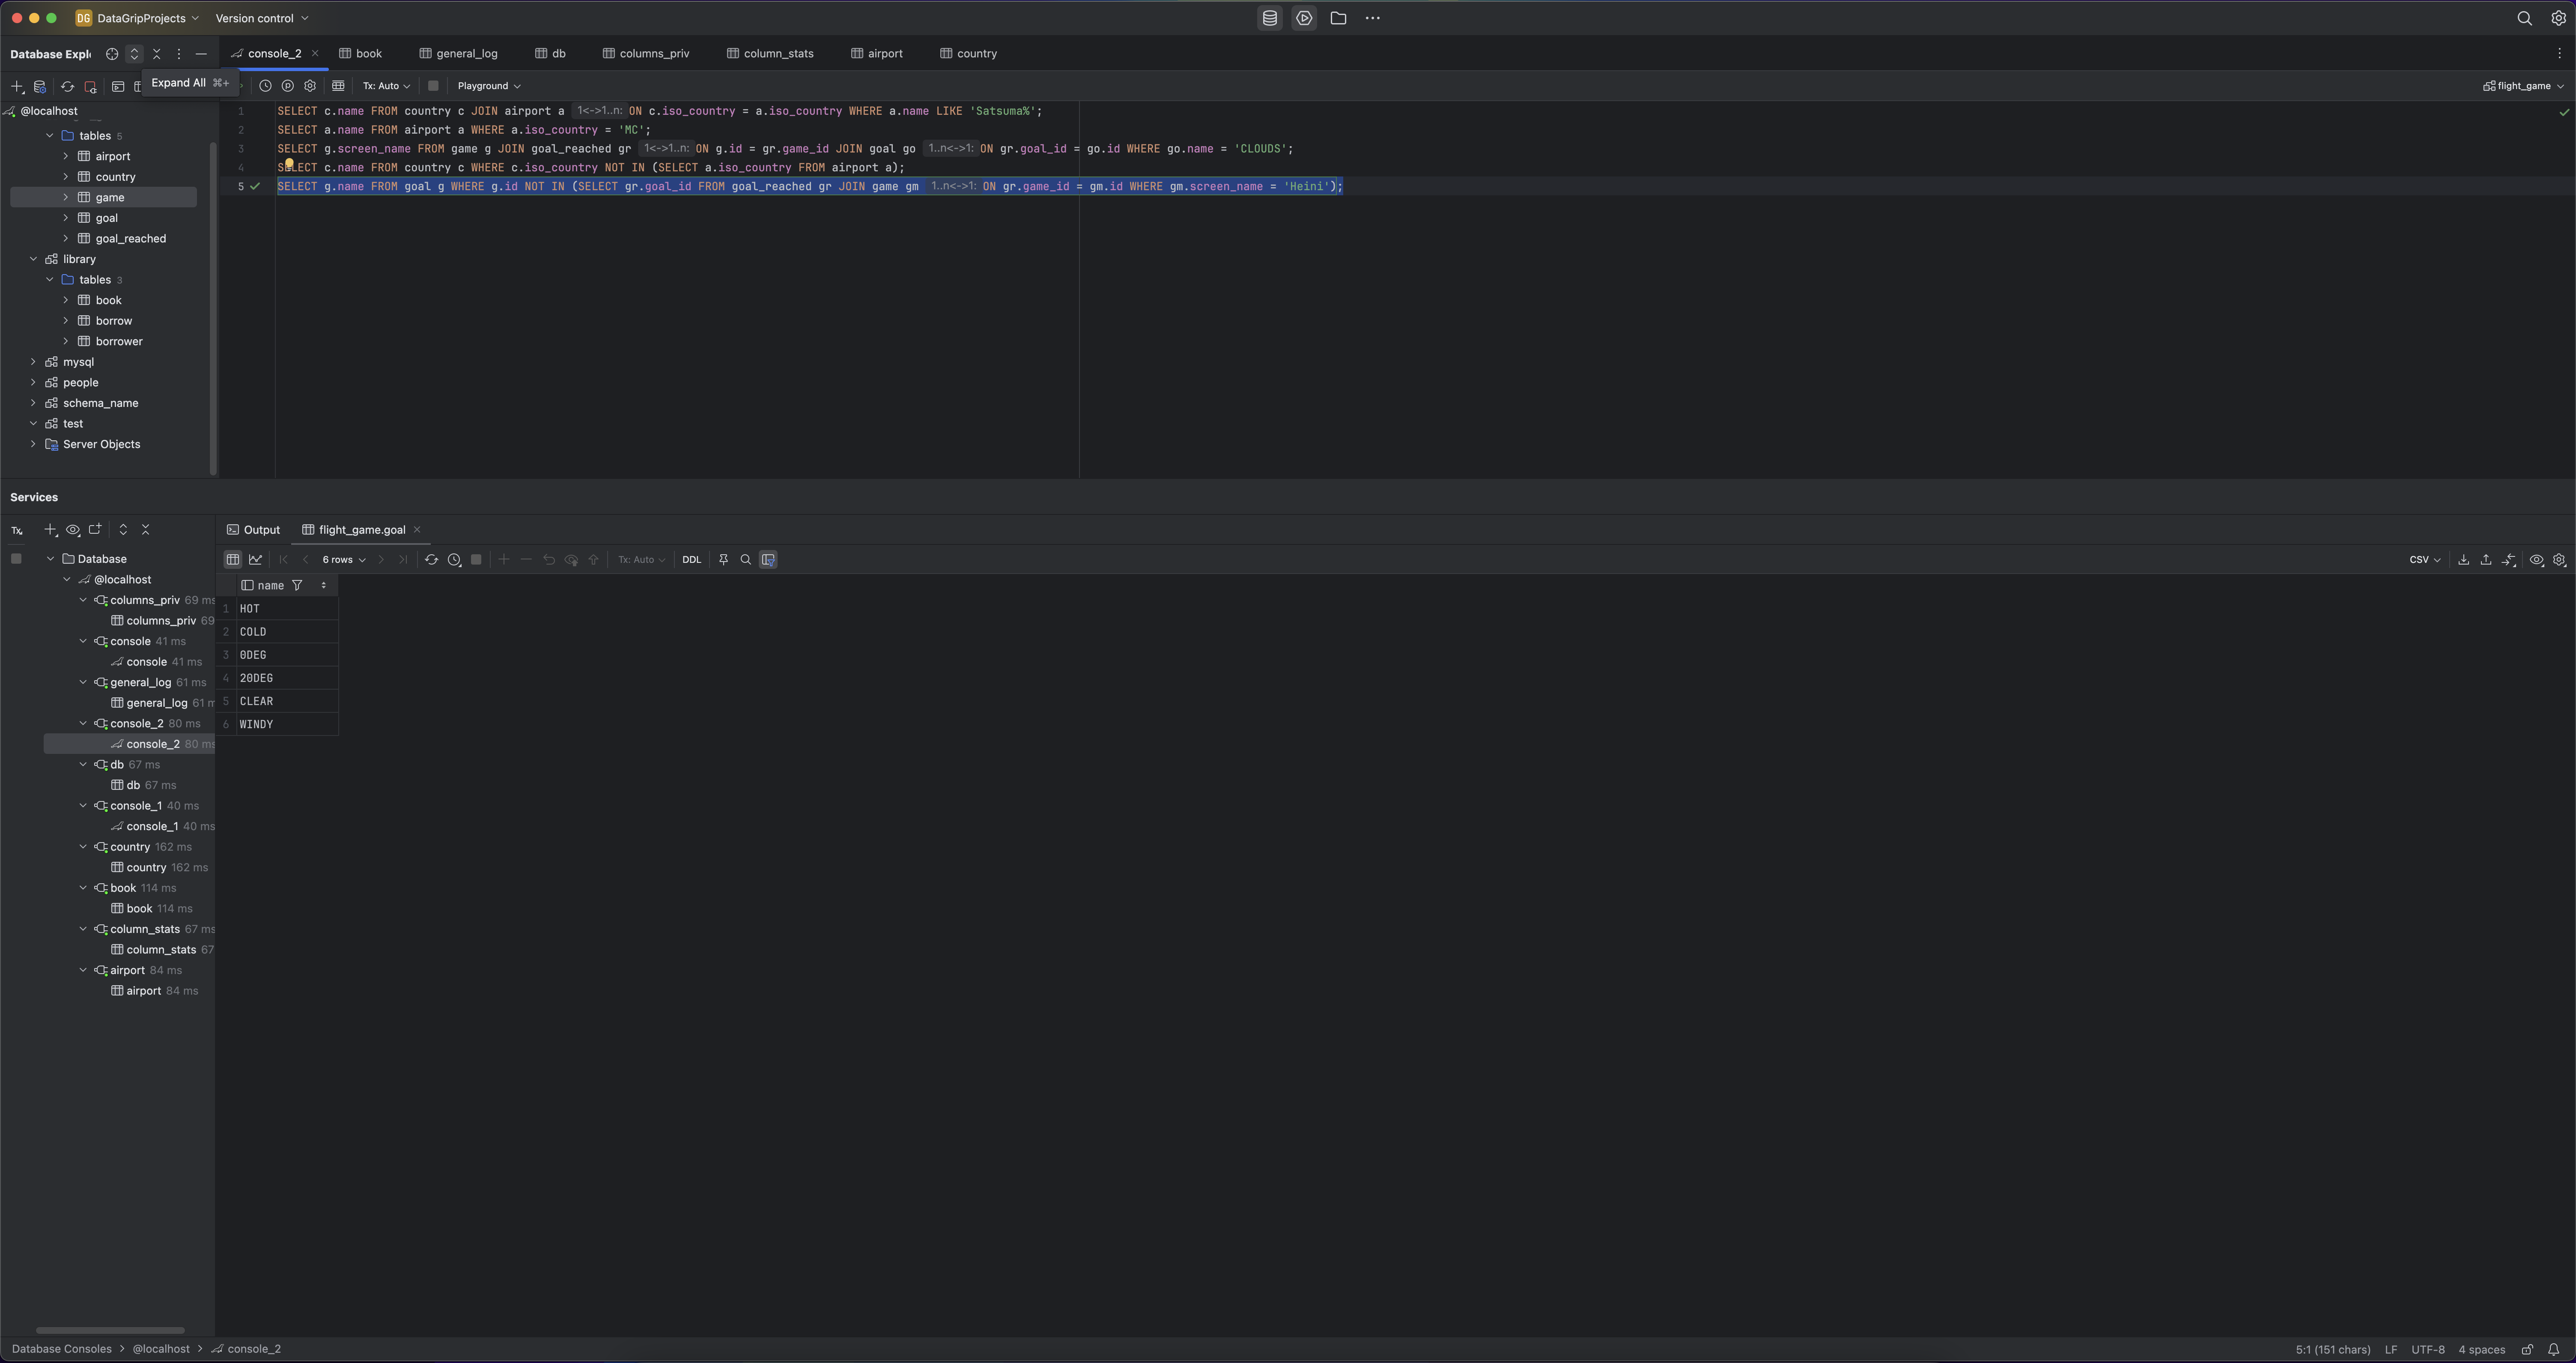 DG DataGripProjects Version control
Database Explo
console_2 book general_log db columns_priv column_stats airport country
Expand All ⌘+
Tx: Auto Playground flight_game
@localhost
tables 5
airport
country
game
goal
goal_reached
library
tables 3
book
borrow
borrower
mysql
people
schema_name
test
Server Objects
1 SELECT c.name FROM country c JOIN airport a 1<->1..n: ON c.iso_country = a.iso_country WHERE a.name LIKE 'Satsuma%';
2 SELECT a.name FROM airport a WHERE a.iso_country = 'MC';
3 SELECT g.screen_name FROM game g JOIN goal_reached gr 1<->1..n: ON g.id = gr.game_id JOIN goal go 1..n<->1: ON gr.goal_id = go.id WHERE go.name = 'CLOUDS';
4 SELECT c.name FROM country c WHERE c.iso_country NOT IN (SELECT a.iso_country FROM airport a);
5 SELECT g.name FROM goal g WHERE g.id NOT IN (SELECT gr.goal_id FROM goal_reached gr JOIN game gm 1..n<->1: ON gr.game_id = gm.id WHERE gm.screen_name = 'Heini');
Services
Tx
Database
@localhost
columns_priv 69 ms
columns_priv 69
console 41 ms
console 41 ms
general_log 61 ms
general_log 61 m
console_2 80 ms
console_2 80 ms
db 67 ms
db 67 ms
console_1 40 ms
console_1 40 ms
country 162 ms
country 162 ms
book 114 ms
book 114 ms
column_stats 67 ms
column_stats 67
airport 84 ms
airport 84 ms
Output flight_game.goal
6 rows Tx: Auto DDL CSV
name
1 HOT
2 COLD
3 0DEG
4 20DEG
5 CLEAR
6 WINDY
Database Consoles > @localhost > console_2
5:1 (151 chars) LF UTF-8 4 spaces